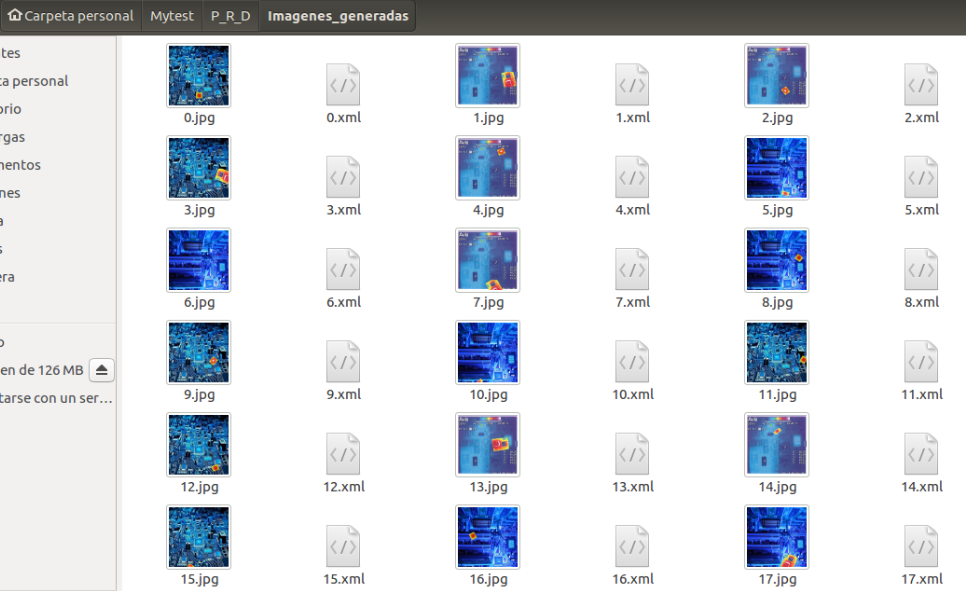 Carpeta personal Mytest P_R_D Imagenes_generadas
tes
ta personal
orio
rgas
mentos
nes
a
s
era
o
en de 126 MB
tarse con un ser...
0.jpg 0.xml 1.jpg 1.xml 2.jpg 2.xml
3.jpg 3.xml 4.jpg 4.xml 5.jpg 5.xml
6.jpg 6.xml 7.jpg 7.xml 8.jpg 8.xml
9.jpg 9.xml 10.jpg 10.xml 11.jpg 11.xml
12.jpg 12.xml 13.jpg 13.xml 14.jpg 14.xml
15.jpg 15.xml 16.jpg 16.xml 17.jpg 17.xml